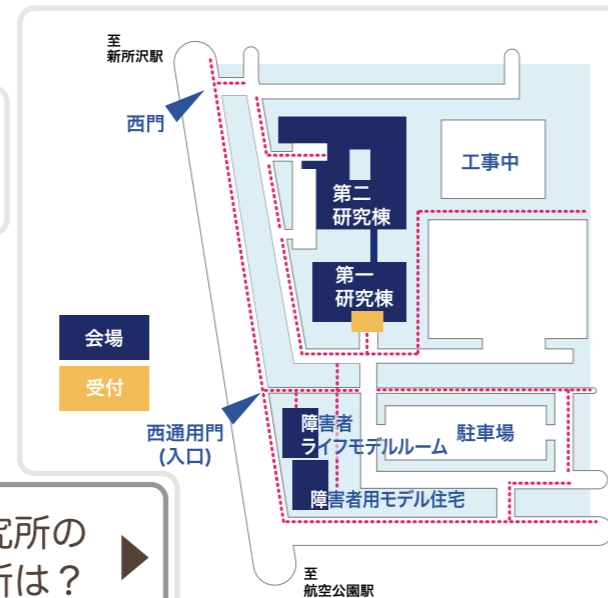 至
新所沢駅
西門
工事中
第二
研究棟
第一
研究棟
会場
受付
西通用門
(入口)
障害者
ライフモデルルーム
駐車場
障害者用モデル住宅
究所の
所は？
至
航空公園駅